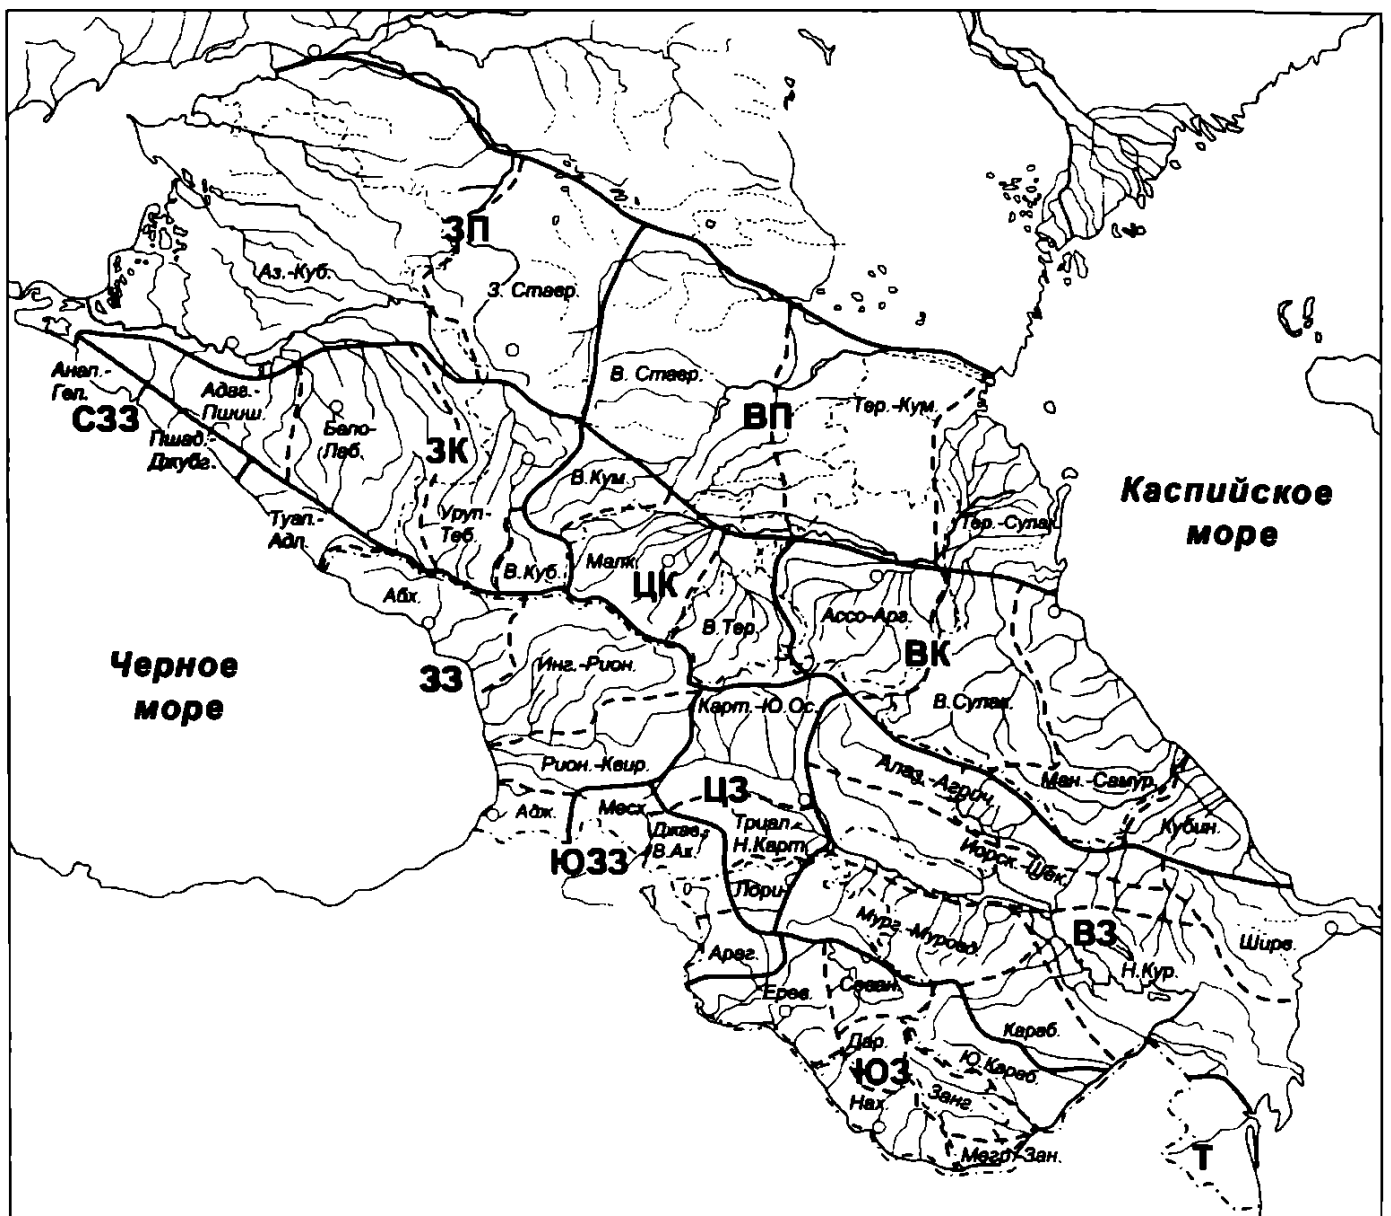 ЗП
Аз.-Куб.
З. Ставр.
Анап.-
Гел.
СЗЗ
Адаг.-
Пшиш.
Пшад.-
Джубг.
Бело-
Лаб.
ЗК
В. Ставр.
ВП
Тер.-Кум.
В.Кум.
Каспийское
море
Туап.-
Адл.
Уруп-
Теб.
Тер.-Сулак.
В.Куб.
Малк.
ЦК
Абх.
В.Тер.
Ассо-Арг.
ВК
Черное
море
ЗЗ
Инг.-Рион.
Карт.-Ю.Ос.
В.Сулак.
Рион.-Квир.
ЦЗ
Алаз.-Агрич.
Ман.-Самур.
Адж.
Месх.
Джав.-
В.Ах.
Триал.-
Н.Карт.
Кубин.
ЮЗЗ
Иорск.-Шек.
Лори-
Мург.-Муровд.
ВЗ
Ширв.
Араг.
Н.Кур.
Ерев.
Севан.
Караб.
Дар.
ЮЗ
Ю.Караб.
Нах.
Занг.
Мегр.-Зан.
Т